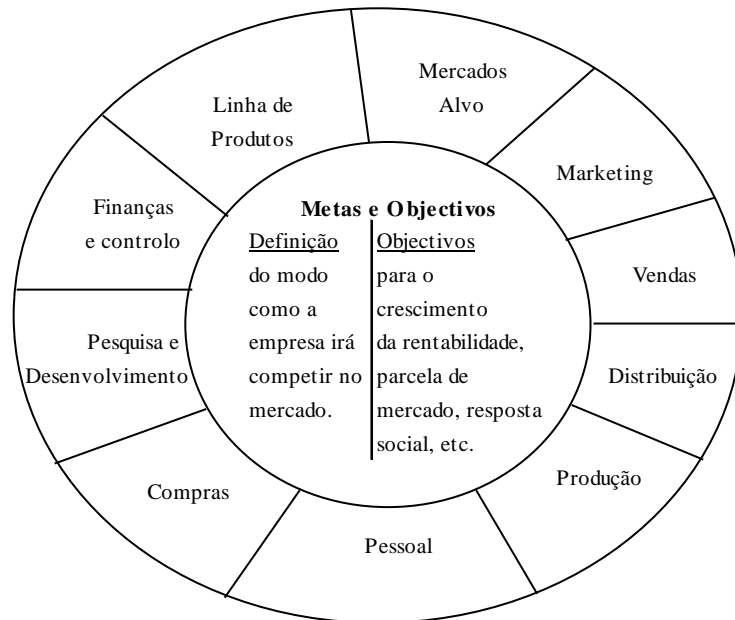 Mercados
Alvo
Linha de
Produtos
Marketing
Finanças
e controlo
Vendas
Pesquisa e
Desenvolvimento
Distribuição
Compras
Produção
Pessoal
Metas e Objectivos
Definição
do modo
como a
empresa irá
competir no
mercado.
Objectivos
para o
crescimento
da rentabilidade,
parcela de
mercado, resposta
social, etc.